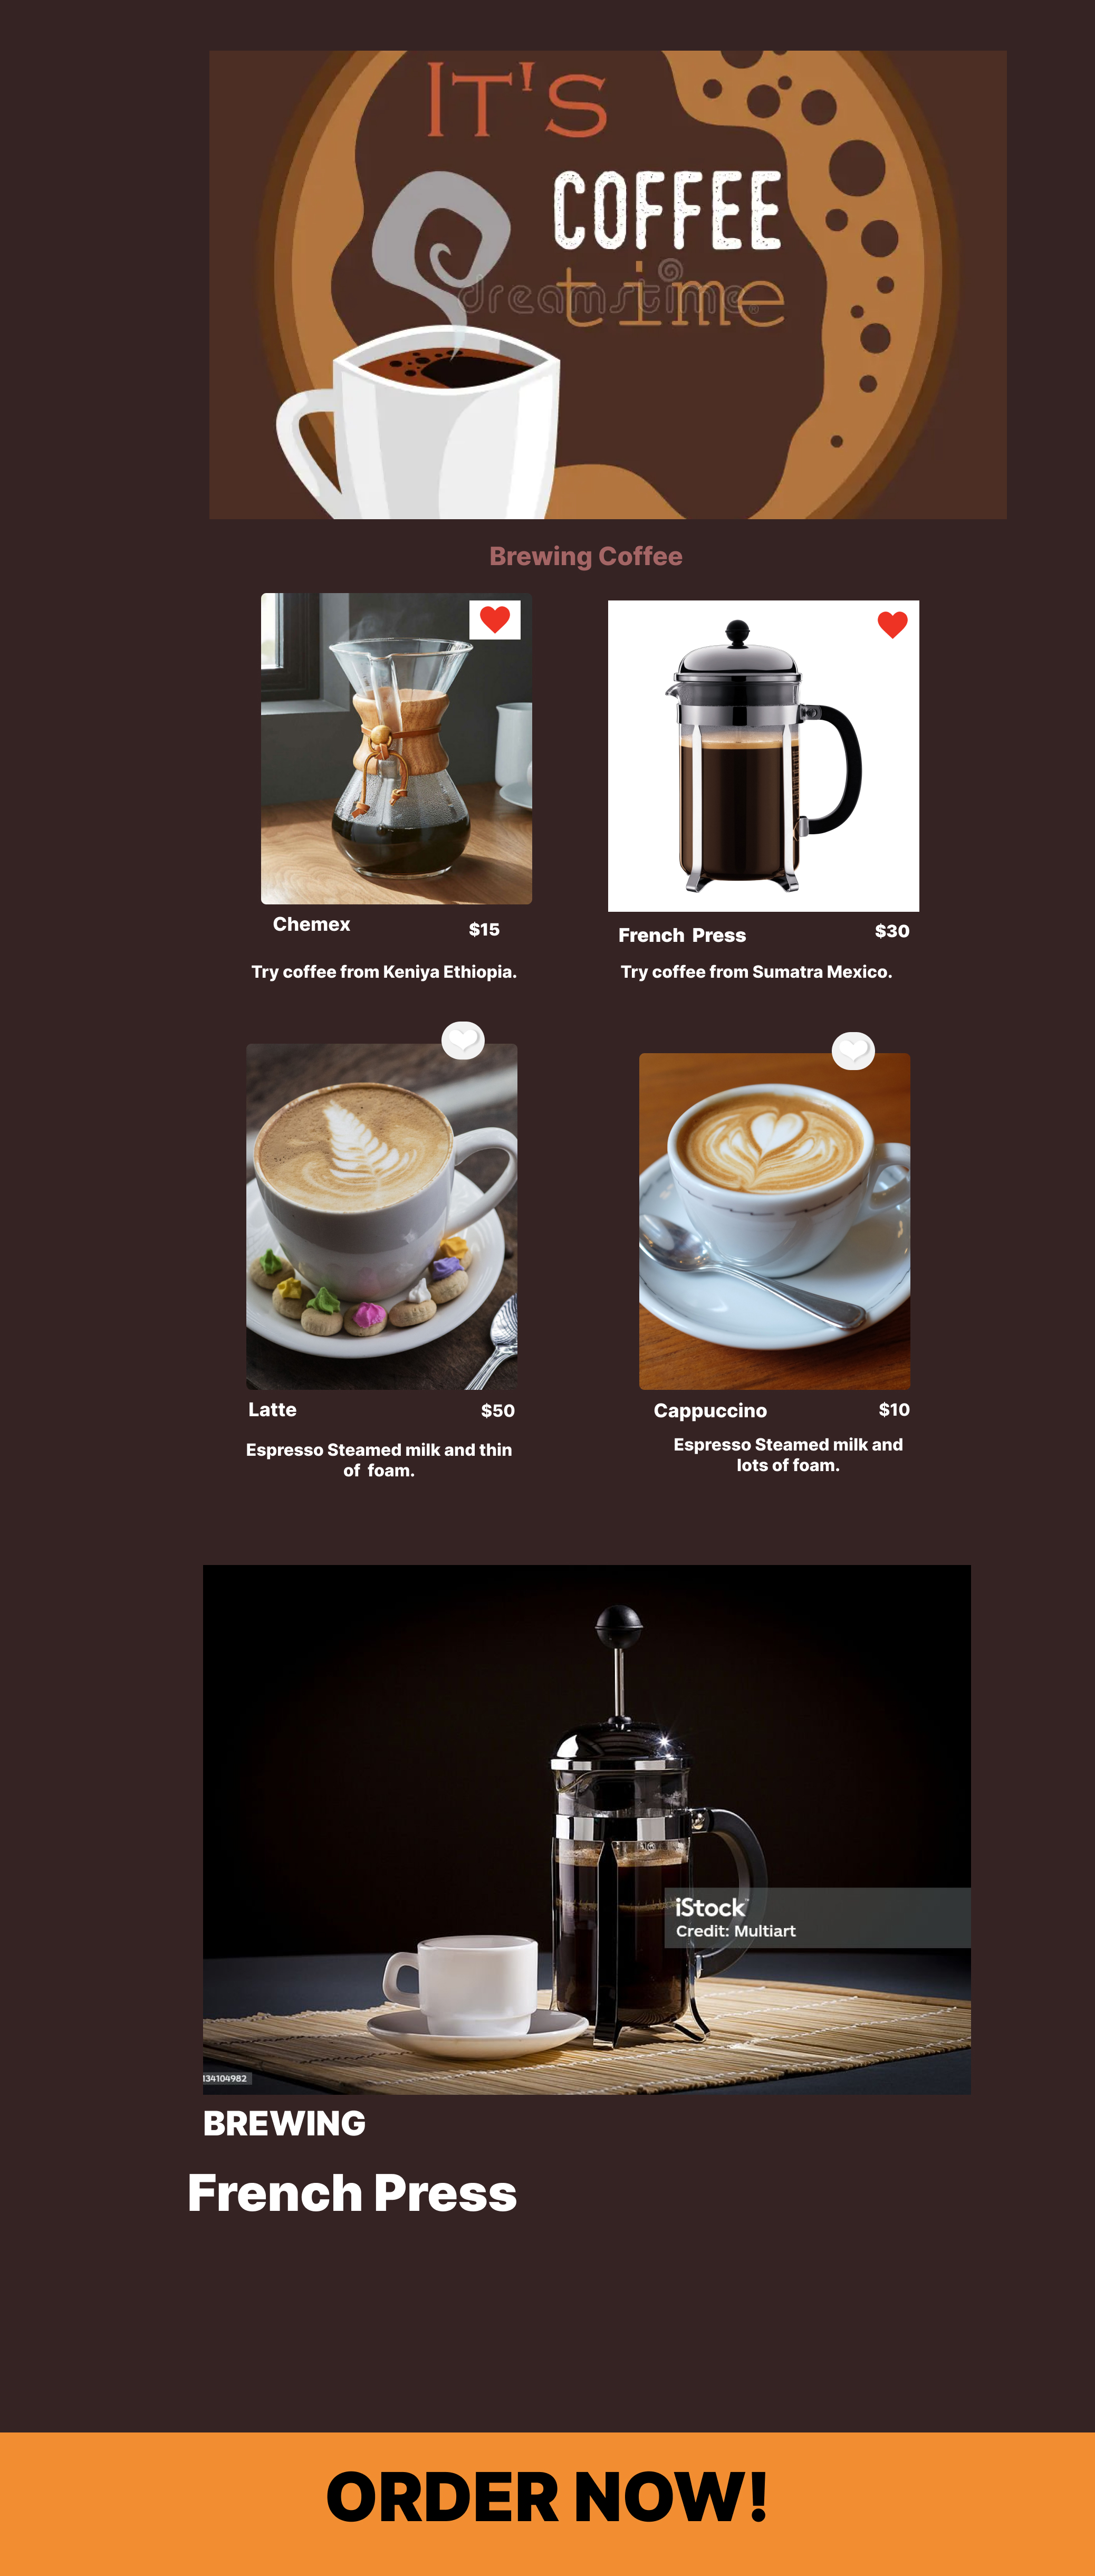 IT'S
COFFEE
time
dreamstime
Brewing Coffee
Chemex
$15
French Press
$30
Try coffee from Keniya Ethiopia.
Try coffee from Sumatra Mexico.
Latte
$50
Cappuccino
$10
Espresso Steamed milk and thin
of foam.
Espresso Steamed milk and
lots of foam.
iStock
Credit: Multiart
134104982
BREWING
French Press
ORDER NOW!